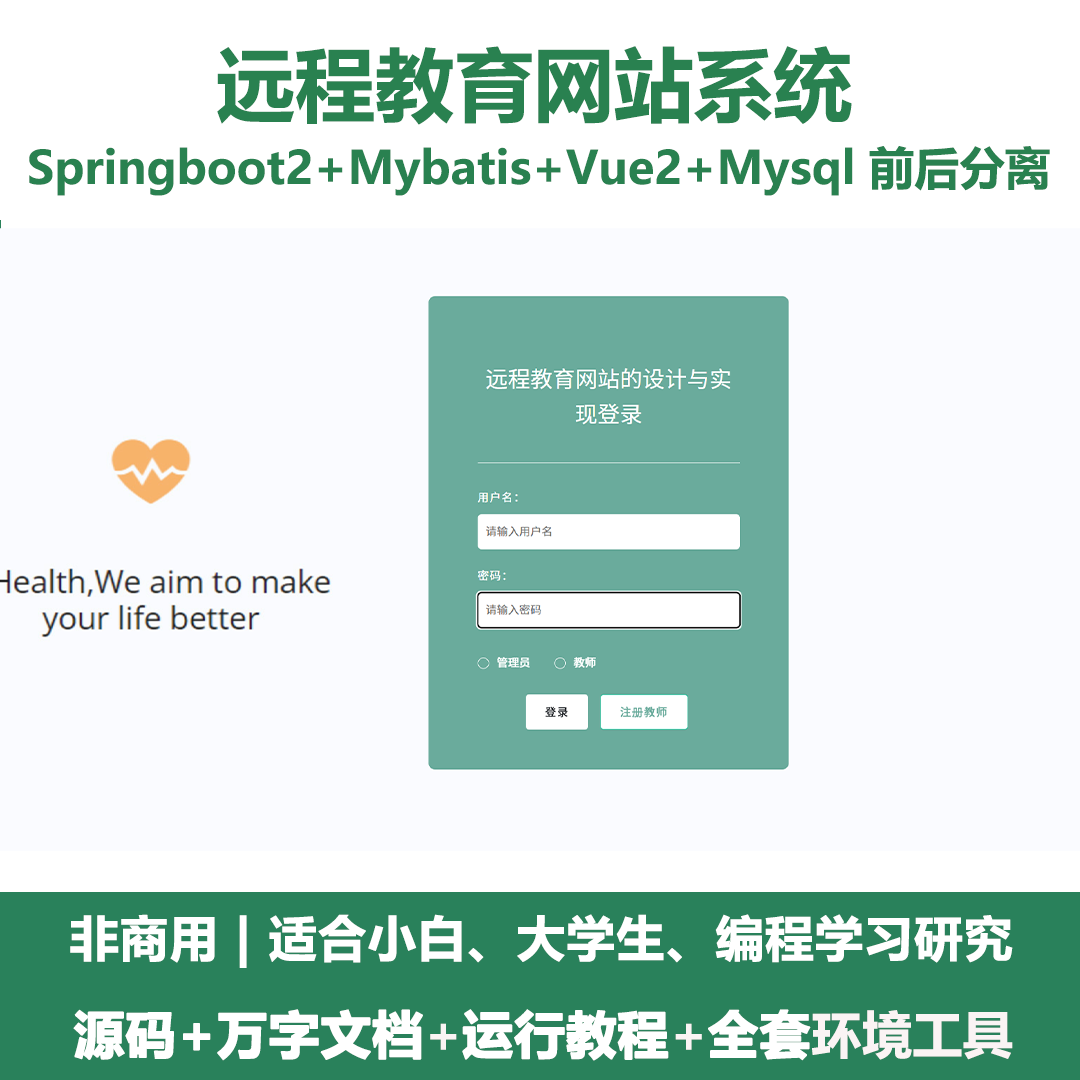 远程教育网站系统
Springboot2+Mybatis+Vue2+Mysql 前后分离
远程教育网站的设计与实
现登录
Health,We aim to make
your life better
用户名：
请输入用户名
密码：
请输入密码
管理员 教师
登录 注册教师
非商用｜适合小白、大学生、编程学习研究
源码+万字文档+运行教程+全套环境工具